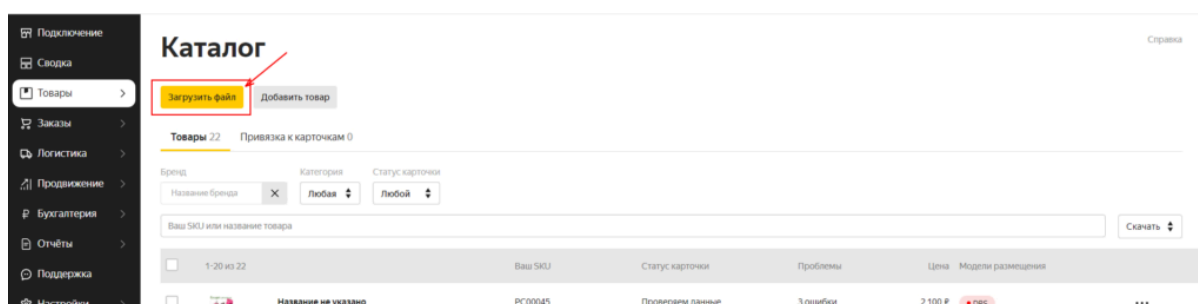 Подключение
Сводка
Товары
Заказы
Логистика
Продвижение
Бухгалтерия
Отчёты
Поддержка
Настройки
Каталог
Справка
Загрузить файл Добавить товар
Товары 22 Привязка к карточкам 0
Бренд Категория Статус карточки
Название бренда Любая Любой
Ваш SKU или название товара Скачать
1-20 из 22 Ваш SKU Статус карточки Проблемы Цена Модели размещения
Название не указано PC00045 Проверяем данные 3 ошибки 2 100 ₽ DBS